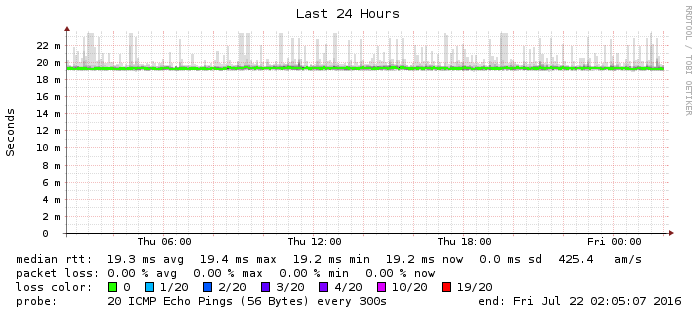 Last 24 Hours
RRDTOOL / TOBI OETIKER
Seconds
22 m
20 m
18 m
16 m
14 m
12 m
10 m
8 m
6 m
4 m
2 m
0
Thu 06:00 Thu 12:00 Thu 18:00 Fri 00:00
median rtt: 19.3 ms avg 19.4 ms max 19.2 ms min 19.2 ms now 0.0 ms sd 425.4 am/s
packet loss: 0.00 % avg 0.00 % max 0.00 % min 0.00 % now
loss color: 0 1/20 2/20 3/20 4/20 10/20 19/20
probe: 20 ICMP Echo Pings (56 Bytes) every 300s end: Fri Jul 22 02:05:07 2016